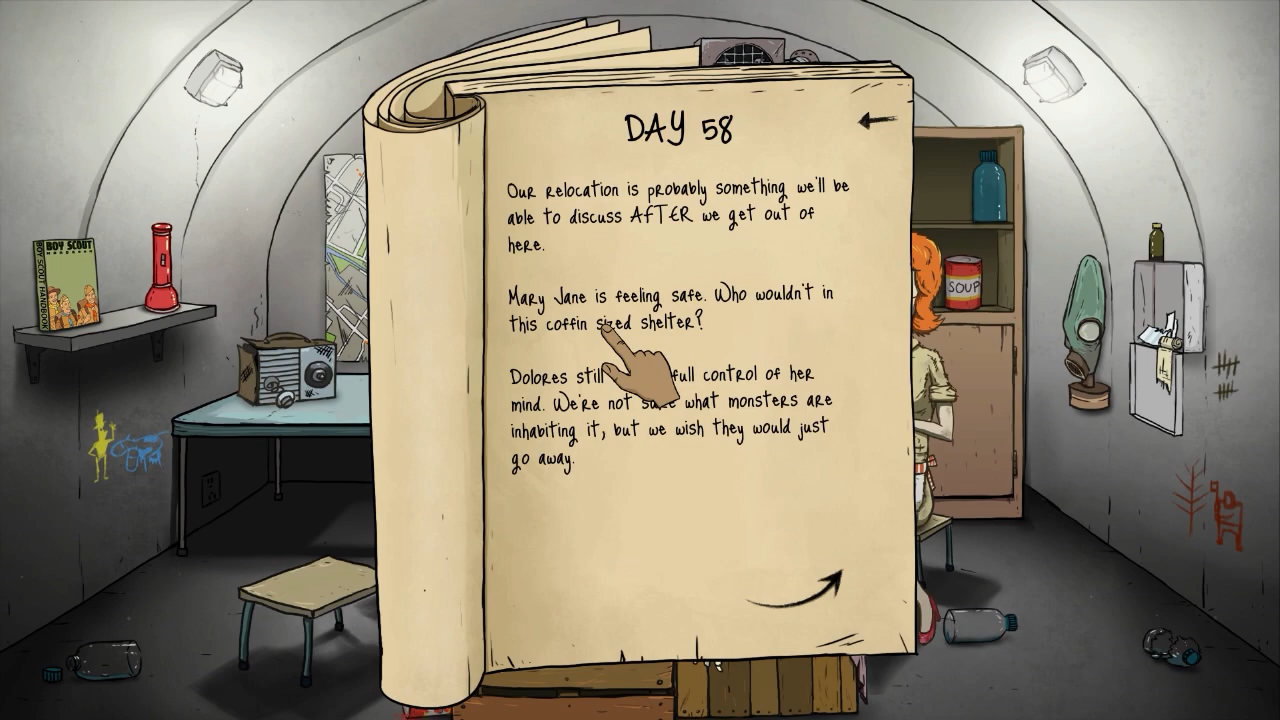 DAY 58
Our relocation is probably something we'll be
able to discuss AFTER we get out of
here.
Mary Jane is feeling safe. Who wouldn't in
this coffin sized shelter?
Dolores still full control of her
mind. We're not sure what monsters are
inhabiting it, but we wish they would just
go away.
BOY SCOUT
BOY SCOUT HANDBOOK
SOUP